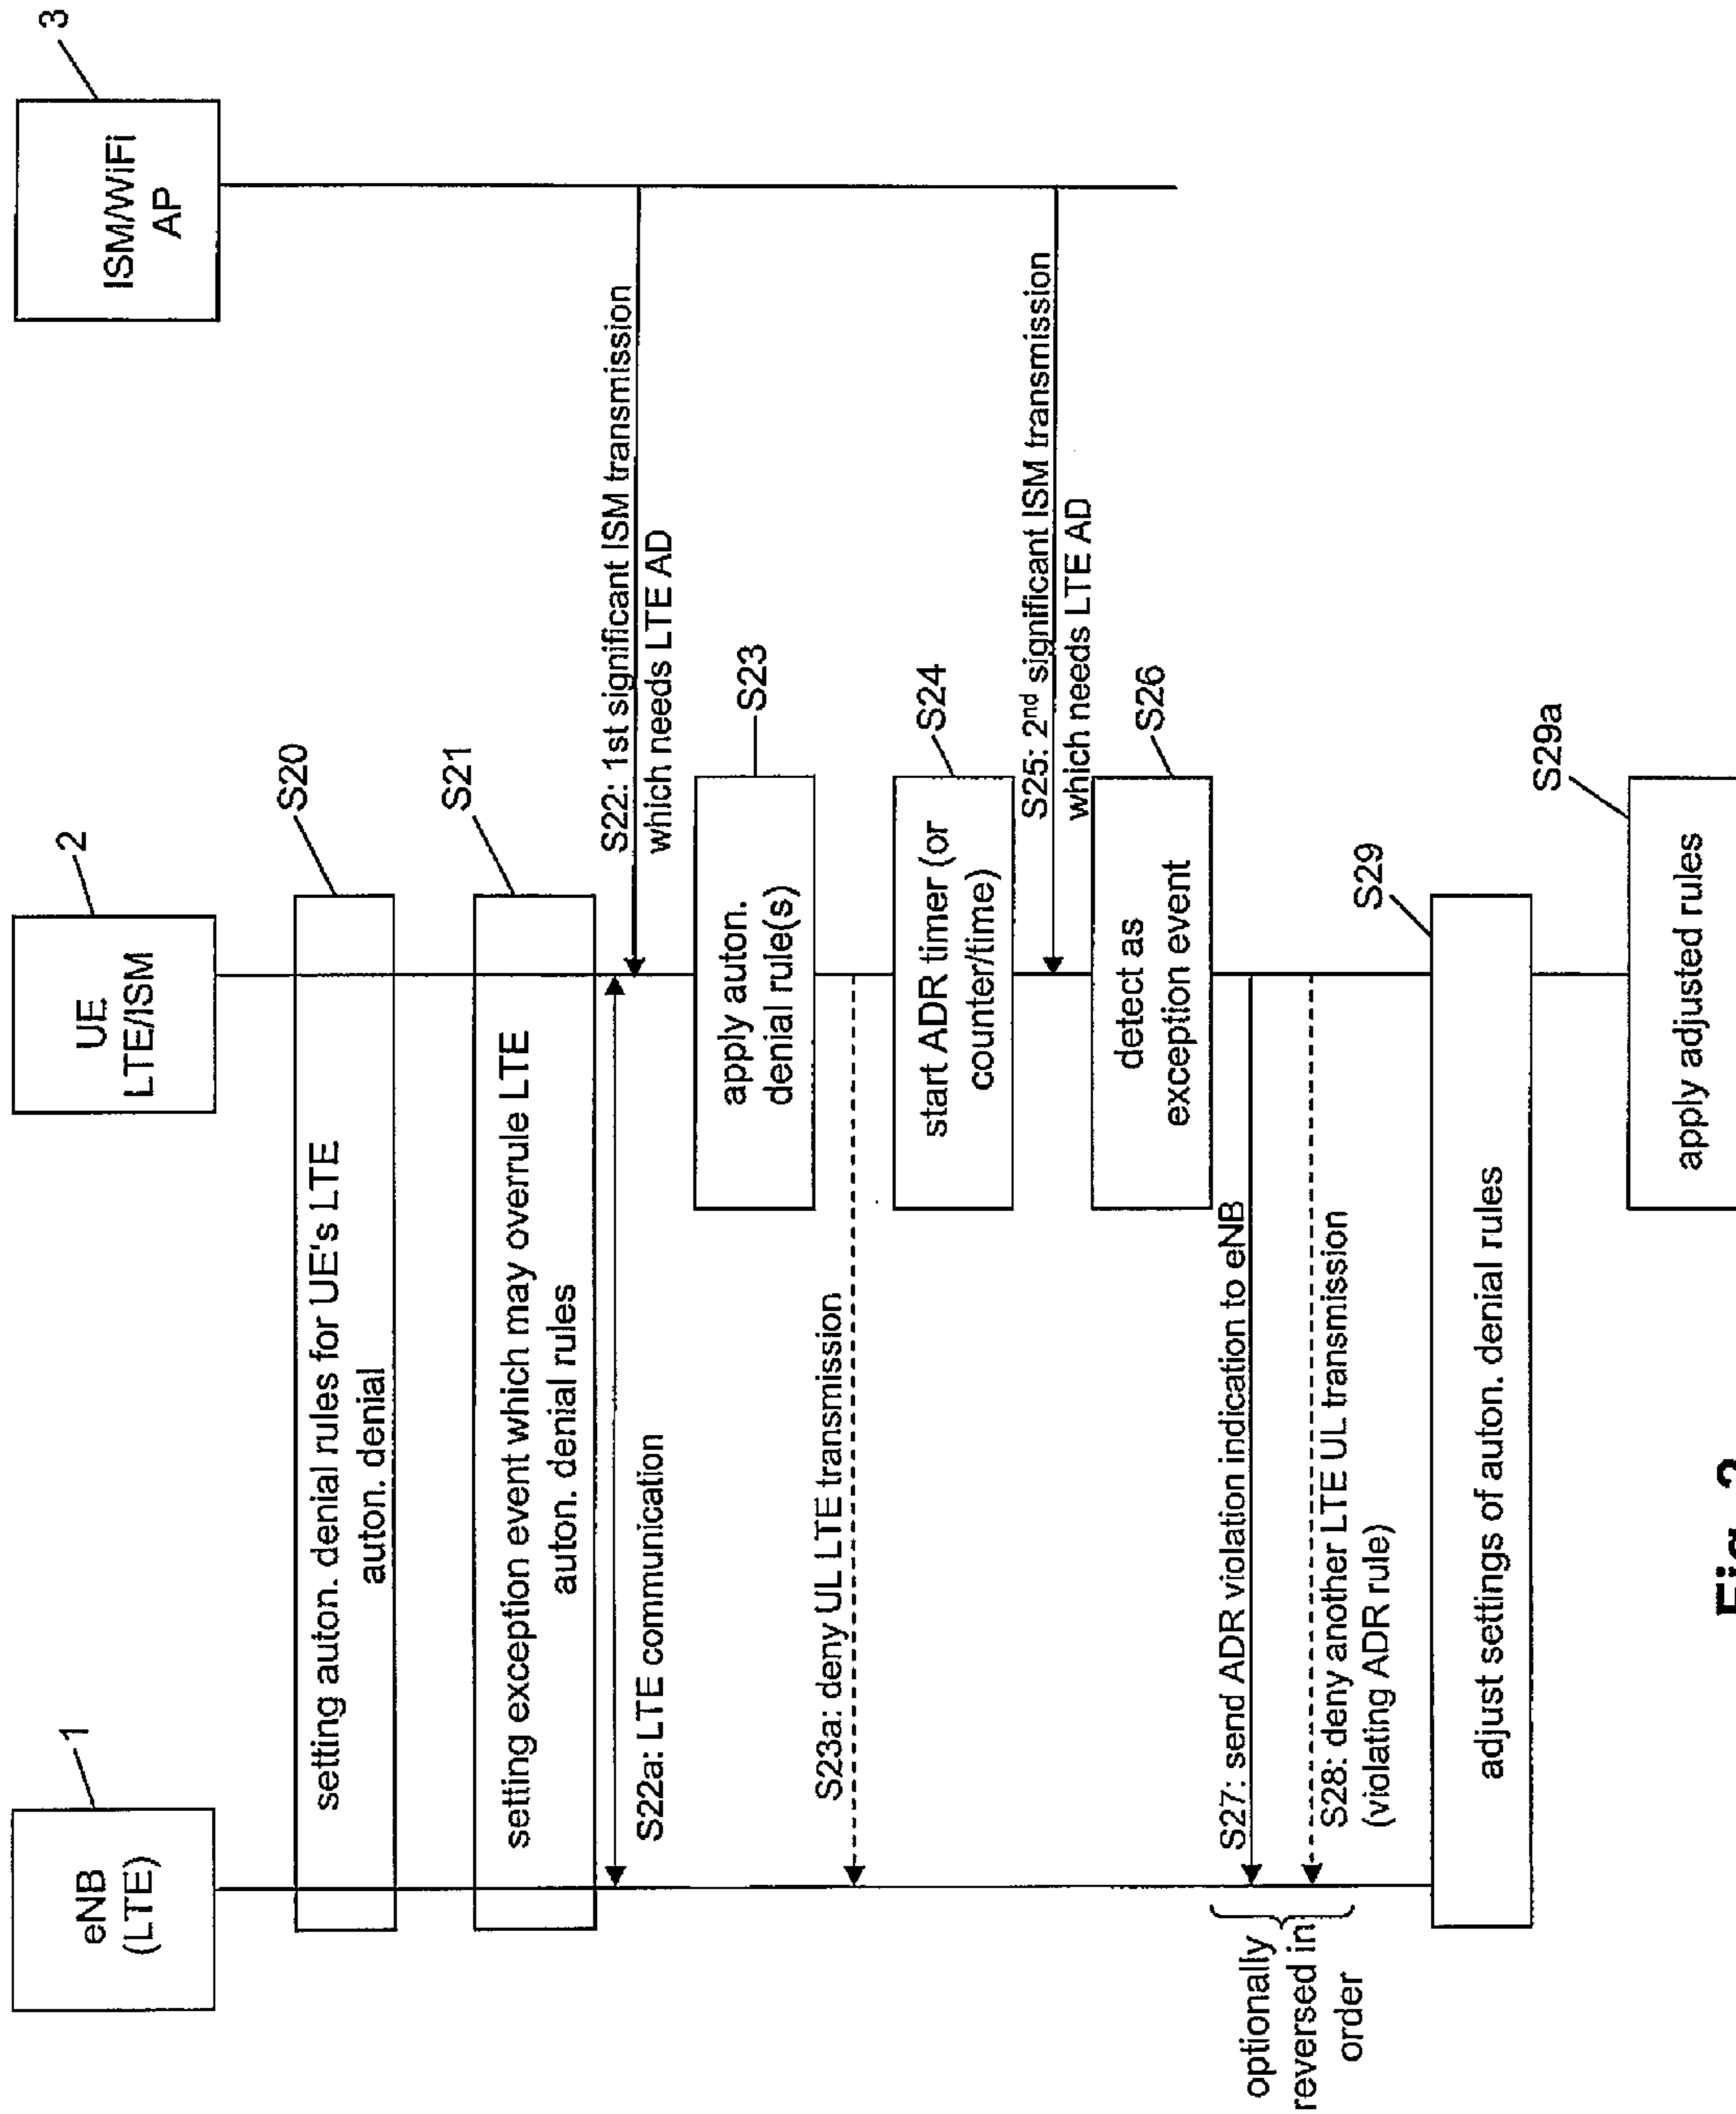 1
eNB
(LTE)
2
UE
LTE/ISM
3
ISM/WiFi
AP
S20
setting auton. denial rules for UE's LTE
auton. denial
S21
setting exception event which may overrule LTE
auton. denial rules
S22a: LTE communication
S22: 1st significant ISM transmission
which needs LTE AD
S23
apply auton.
denial rule(s)
S23a: deny UL LTE transmission
S24
start ADR timer (or
counter/time)
S25: 2nd significant ISM transmission
which needs LTE AD
S26
detect as
exception event
S27: send ADR violation indication to eNB
S28: deny another LTE UL transmission
(violating ADR rule)
optionally
reversed in
order
S29
adjust settings of auton. denial rules
S29a
apply adjusted rules
Fig.